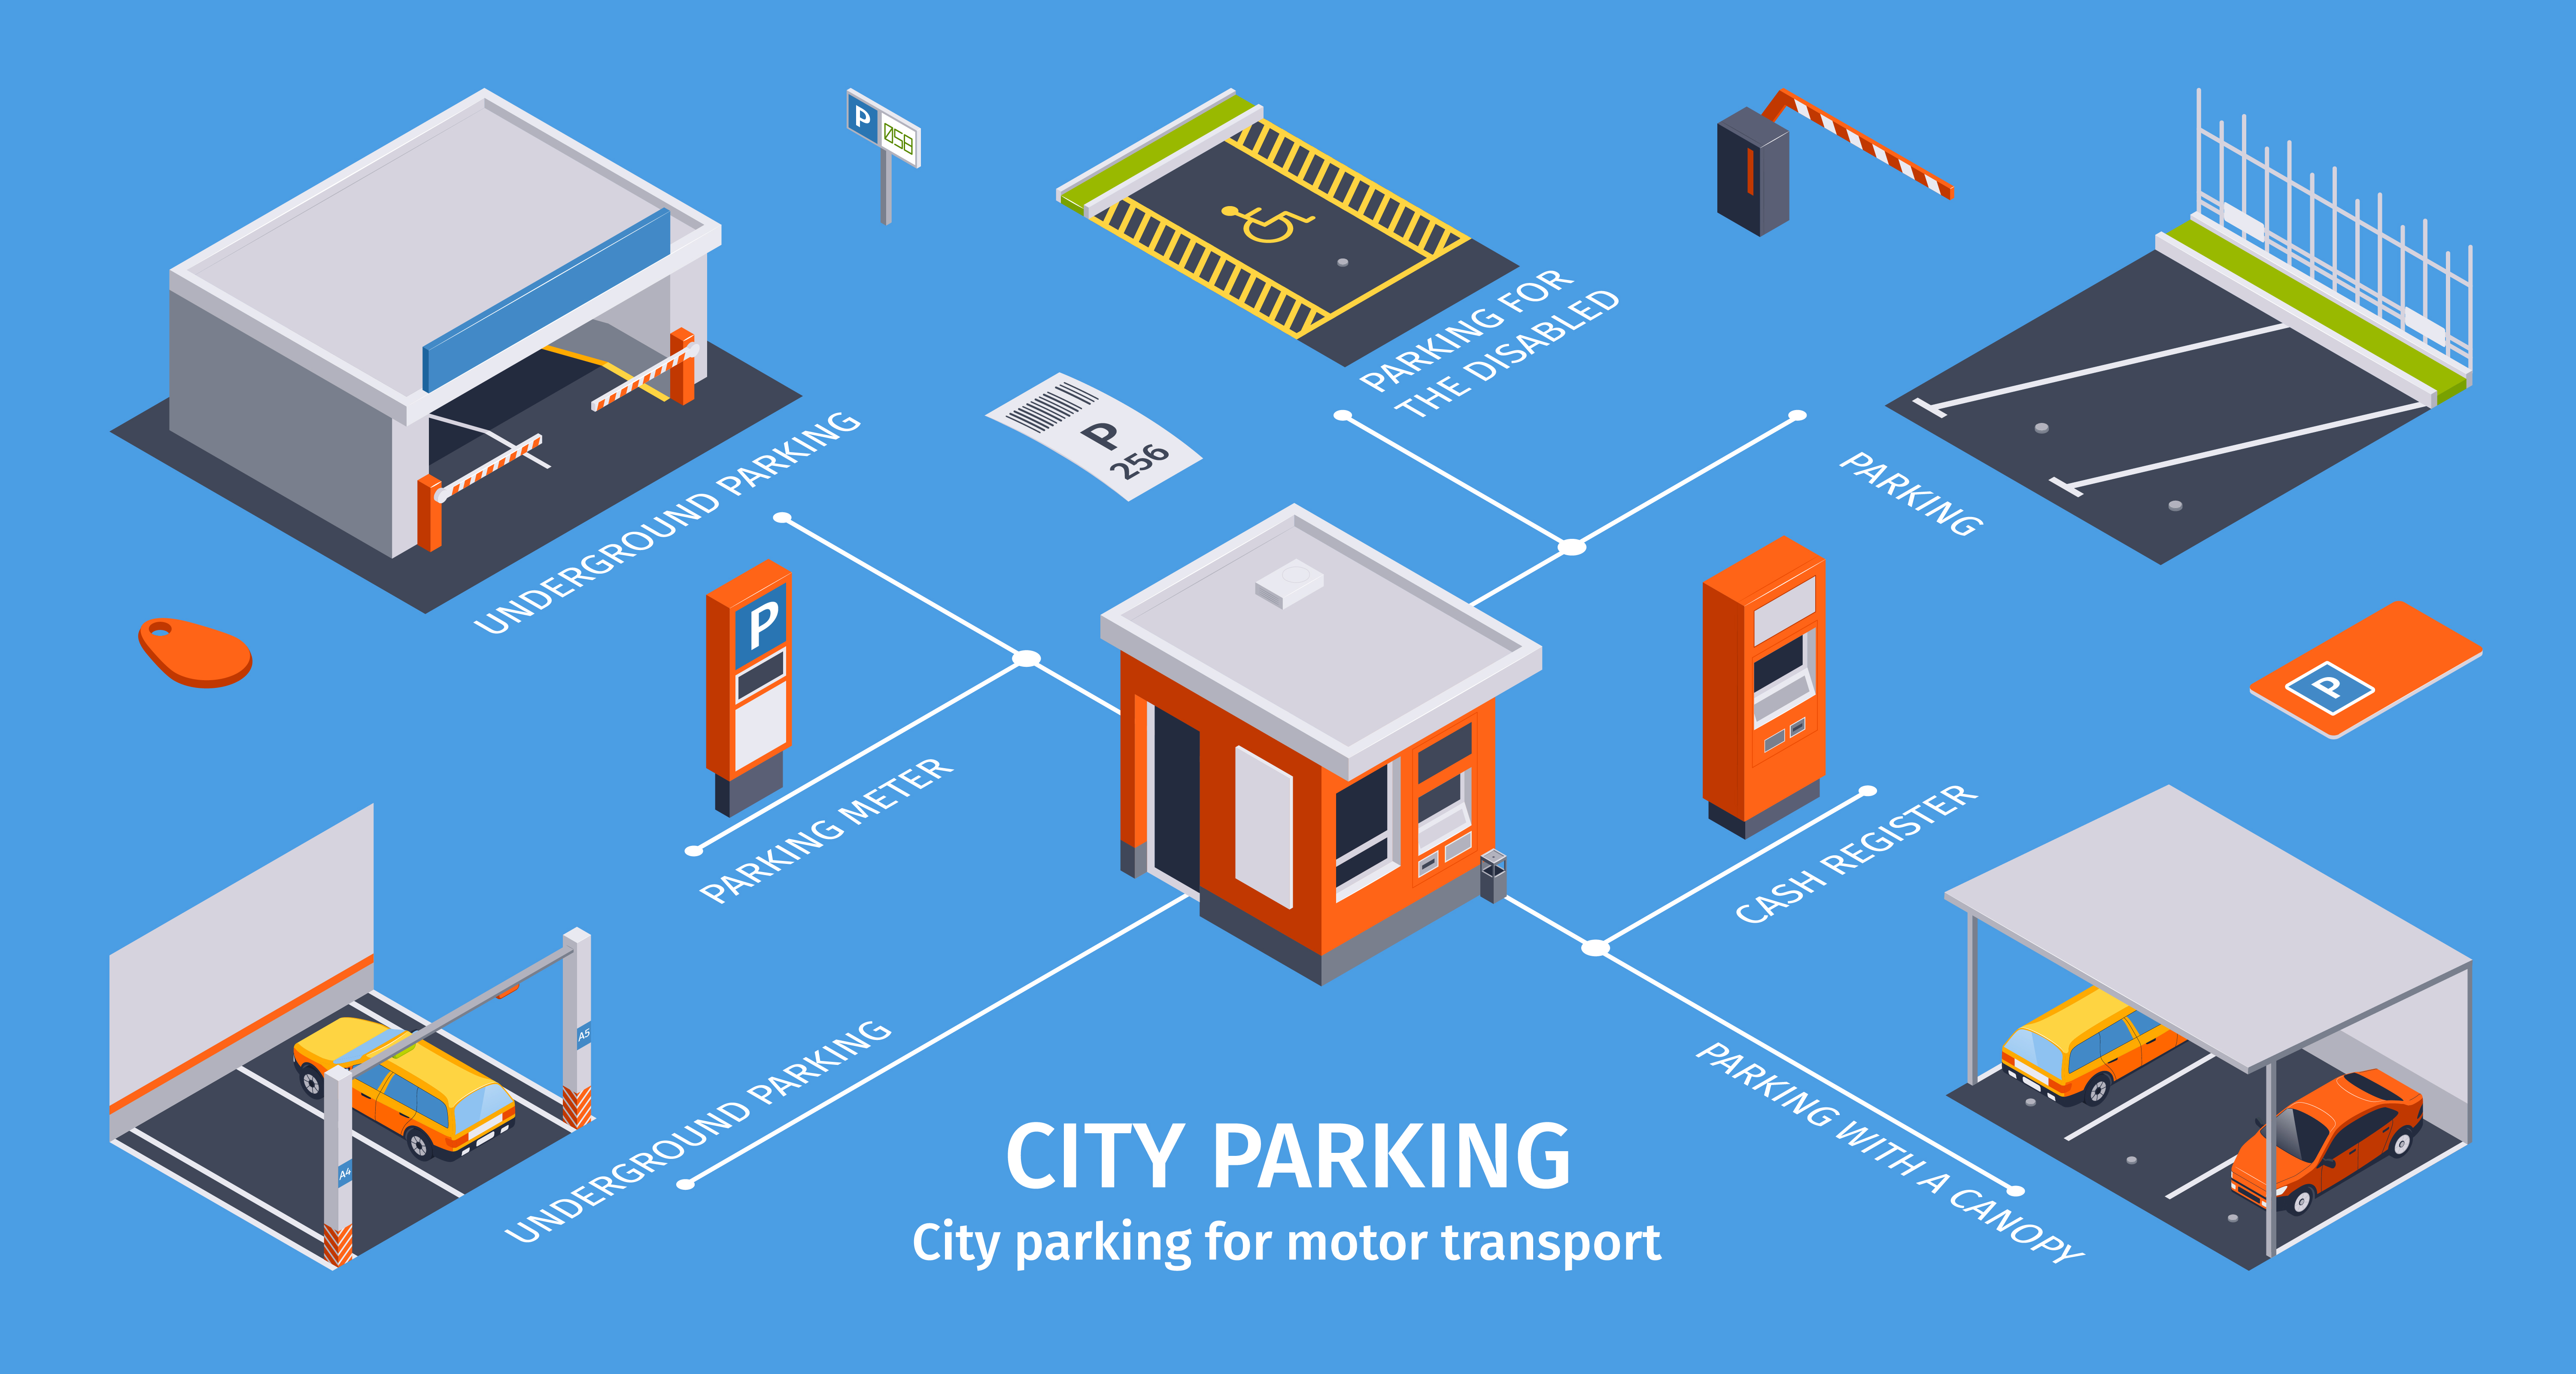 P
058
PARKING FOR
THE DISABLED
UNDERGROUND PARKING
P
256
PARKING
P
P
PARKING METER
CASH REGISTER
A5
A4
UNDERGROUND PARKING
PARKING WITH A CANOPY
CITY PARKING
City parking for motor transport